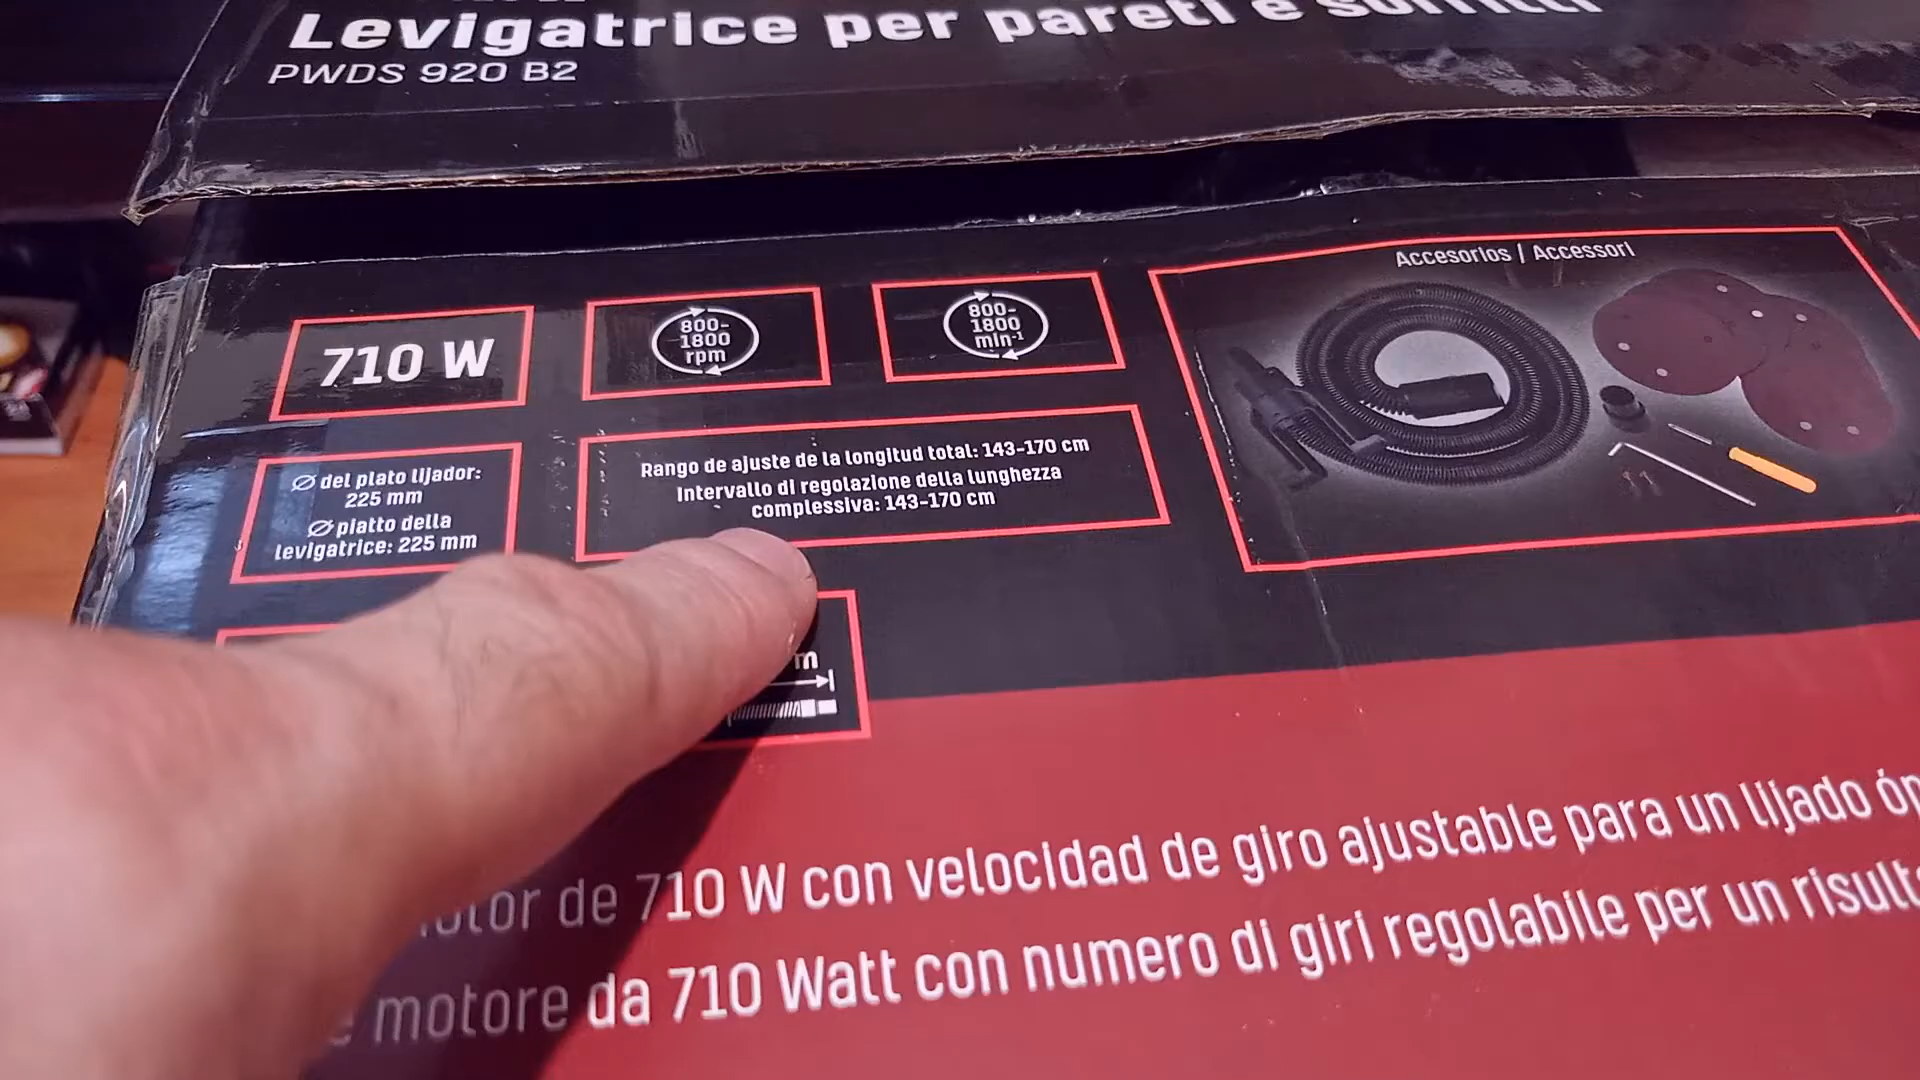 Levigatrice per pareti e soffitti
PWDS 920 B2
Accesorios | Accessori
710 W
800-
1800
rpm
800-
1800
min-1
Ø del plato lijador:
225 mm
Ø piatto della
levigatrice: 225 mm
Rango de ajuste de la longitud total: 143-170 cm
Intervallo di regolazione della lunghezza
complessiva: 143-170 cm
m
de 710 W con velocidad de giro ajustable para un lijado
motore da 710 Watt con numero di giri regolabile per un